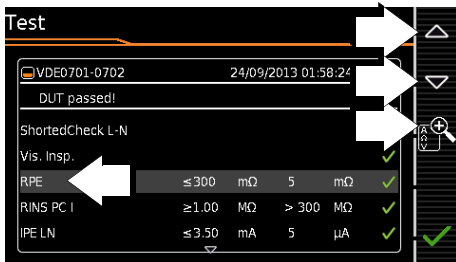 Test
VDE0701-0702 24/09/2013 01:58:24
DUT passed!
ShortedCheck L-N
Vis. Insp.
RPE ≤300 mΩ 5 mΩ
RINS PC I ≥1.00 MΩ > 300 MΩ
IPE LN ≤3.50 mA 5 μA
A
Ω
V